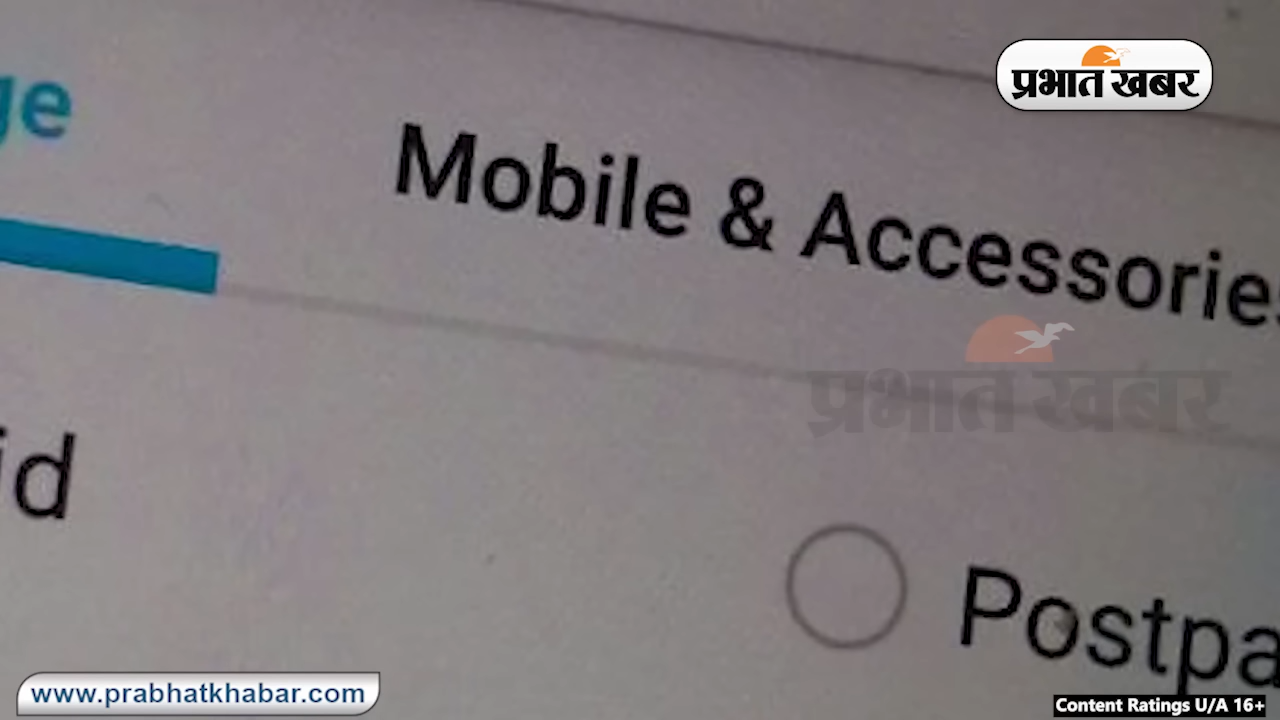 प्रभात खबर
ge
Mobile & Accessories
प्रभात खबर
id
Postpa
www.prabhatkhabar.com
Content Ratings U/A 16+